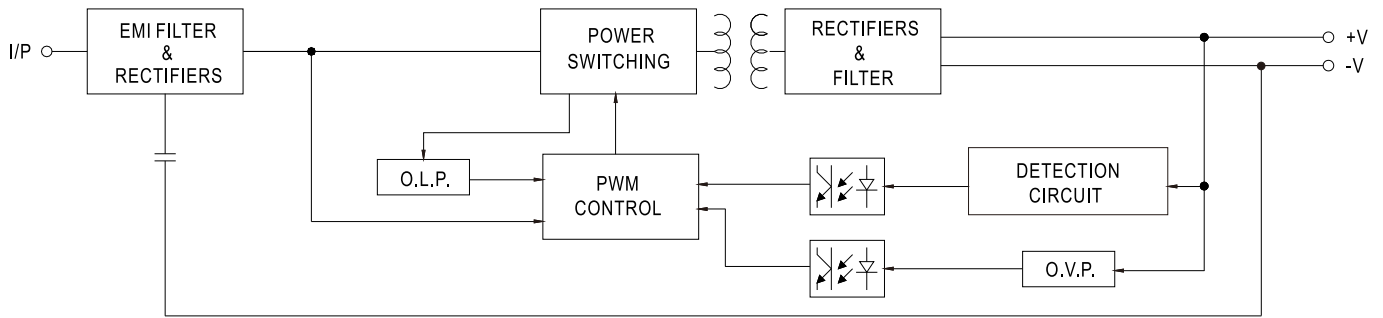 I/P
EMI FILTER
&
RECTIFIERS
POWER
SWITCHING
RECTIFIERS
&
FILTER
+V
-V
O.L.P.
PWM
CONTROL
DETECTION
CIRCUIT
O.V.P.